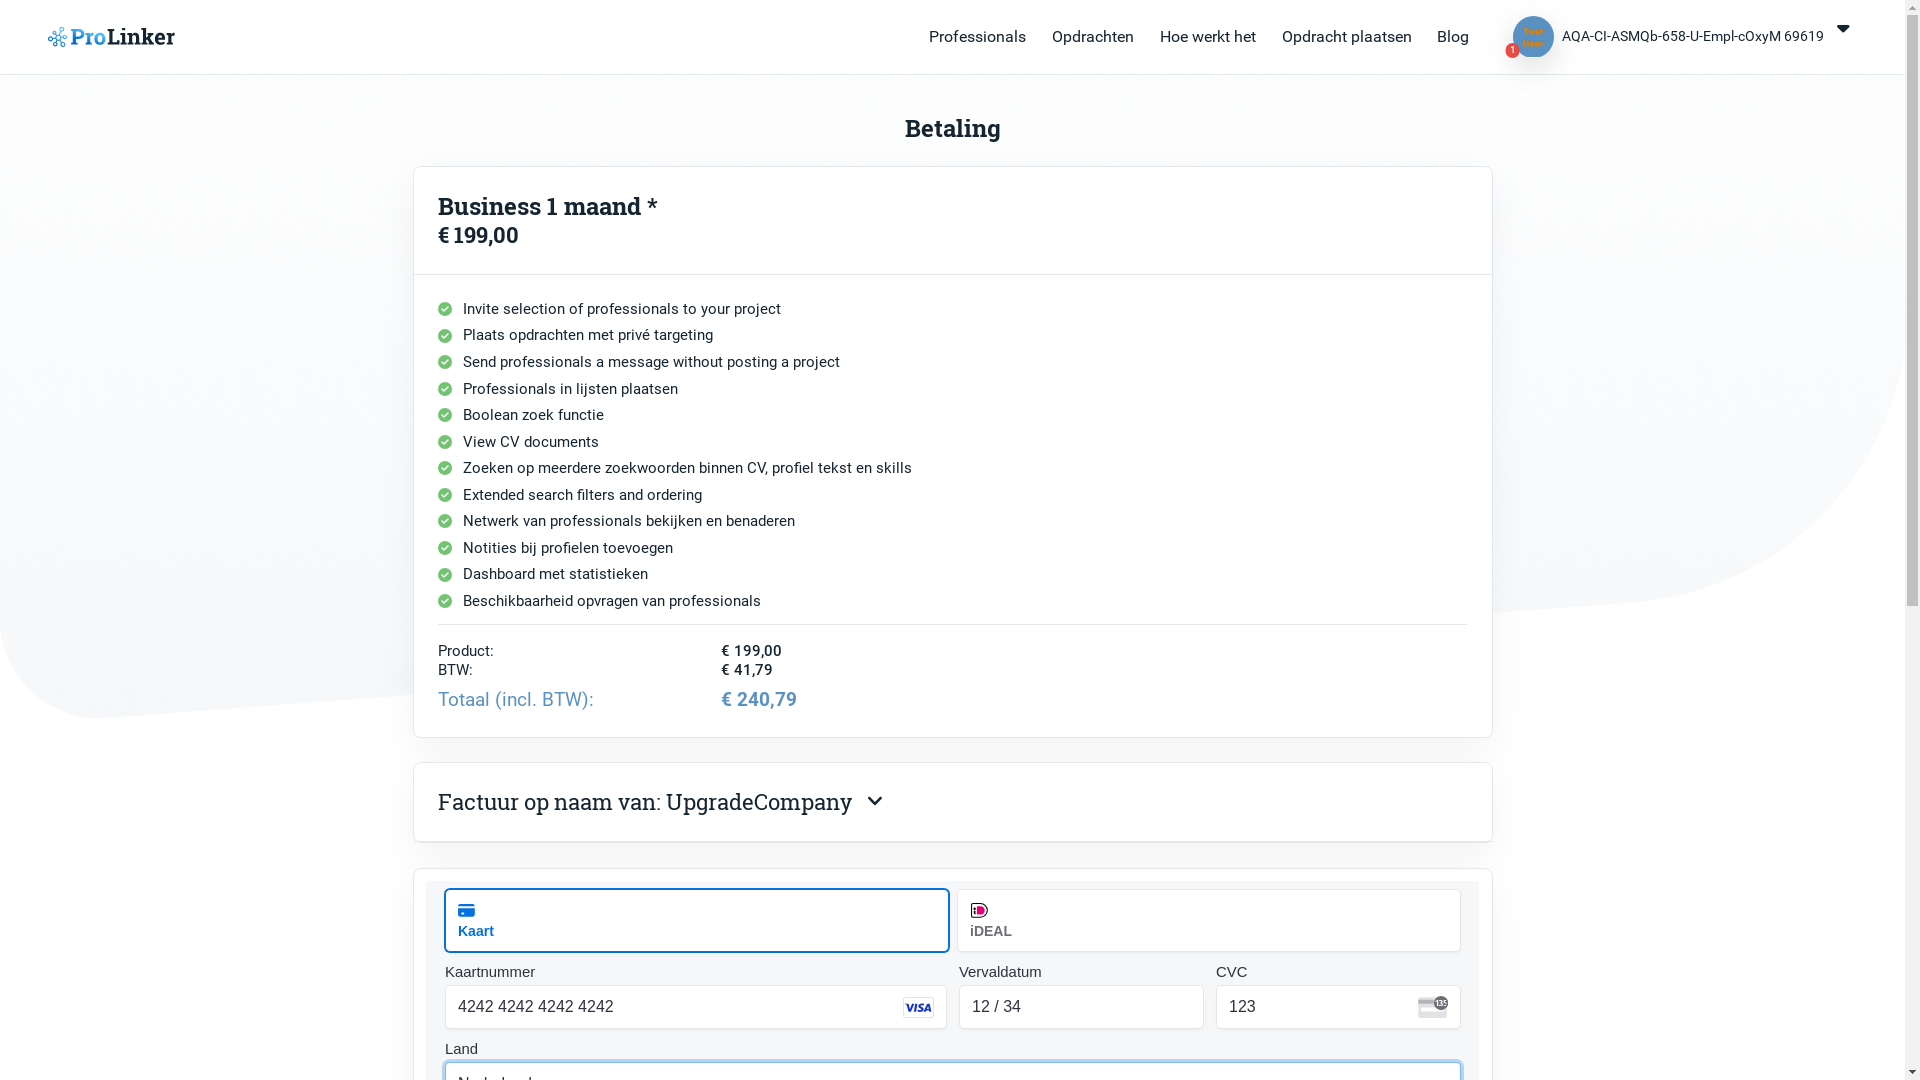 ProLinker
Professionals
Opdrachten
Hoe werkt het
Opdracht plaatsen
Blog
1
AQA-CI-ASMQb-658-U-Empl-cOxyM 69619
Betaling
Business 1 maand *
€ 199,00
Invite selection of professionals to your project
Plaats opdrachten met privé targeting
Send professionals a message without posting a project
Professionals in lijsten plaatsen
Boolean zoek functie
View CV documents
Zoeken op meerdere zoekwoorden binnen CV, profiel tekst en skills
Extended search filters and ordering
Netwerk van professionals bekijken en benaderen
Notities bij profielen toevoegen
Dashboard met statistieken
Beschikbaarheid opvragen van professionals
Product: € 199,00
BTW: € 41,79
Totaal (incl. BTW): € 240,79
Factuur op naam van: UpgradeCompany
Kaart
iDEAL
Kaartnummer
Vervaldatum
CVC
4242 4242 4242 4242 VISA
12 / 34
123 135
Land